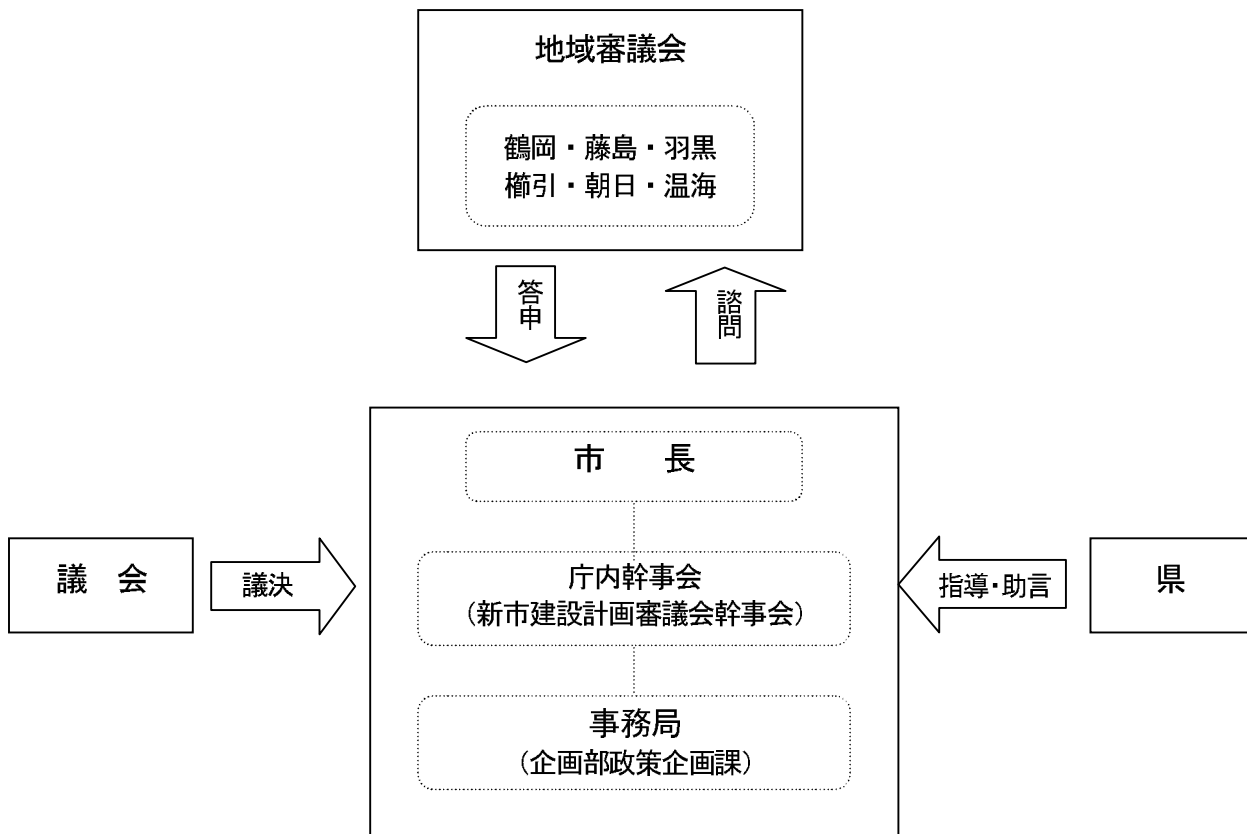 地域審議会
鶴岡・藤島・羽黒
櫛引・朝日・温海
答申
諮問
市　　長
議　会
議決
庁内幹事会
（新市建設計画審議会幹事会）
指導・助言
県
事務局
（企画部政策企画課）